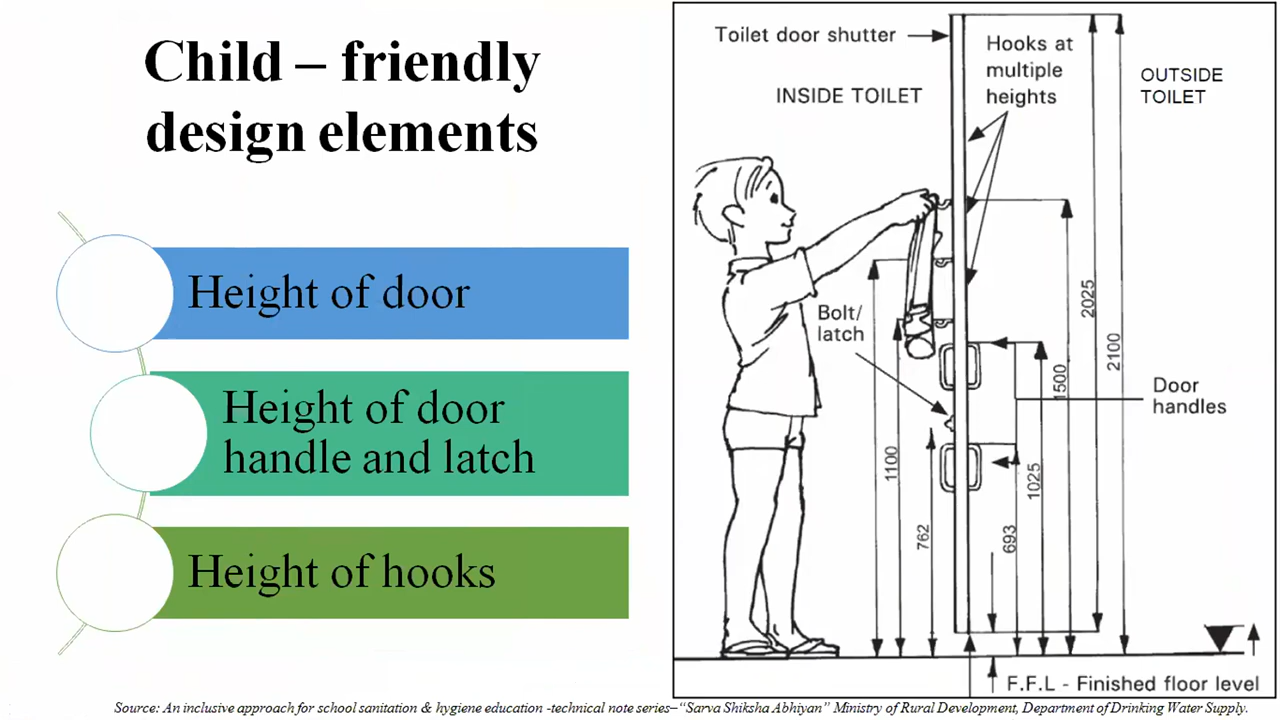 Child – friendly
design elements
Height of door
Height of door
handle and latch
Height of hooks
Toilet door shutter
Hooks at
multiple
heights
INSIDE TOILET
OUTSIDE
TOILET
Bolt/
latch
Door
handles
1100
762
693
1025
1500
2025
2100
F.F.L - Finished floor level
Source: An inclusive approach for school sanitation & hygiene education -technical note series–“Sarva Shiksha Abhiyan” Ministry of Rural Development, Department of Drinking Water Supply.